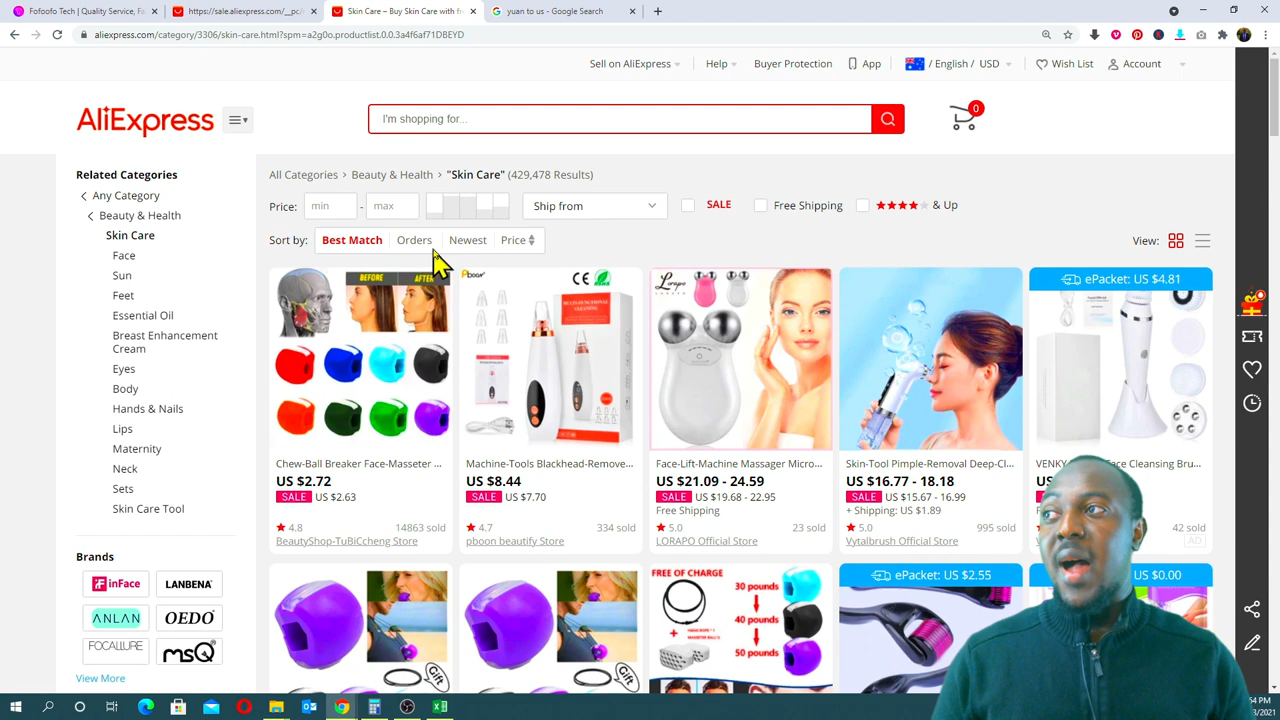 Fofoofo Tech | Quality Service, Fa
https://sale.aliexpress.com/__pc/
Skin Care – Buy Skin Care with fr
yuan to us - Google Search
aliexpress.com/category/3306/skin-care.html?spm=a2g0o.productlist.0.0.3a4f6af71DBEYD
Sell on AliExpress
Help
Buyer Protection
App
/ English / USD
Wish List
Account
AliExpress
I'm shopping for...
0
Related Categories
Any Category
Beauty & Health
Skin Care
Face
Sun
Feet
Essential Oil
Breast Enhancement
Cream
Eyes
Body
Hands & Nails
Lips
Maternity
Neck
Sets
Skin Care Tool
Brands
inFace
LANBENA®
ANLAN
OEDO
FOCALLURE
msQ
View More
All Categories > Beauty & Health > "Skin Care" (429,478 Results)
Price: min - max
Ship from
SALE
Free Shipping
& Up
Sort by: Best Match Orders Newest Price
View:
BEFORE AFTER
Chew-Ball Breaker Face-Masseter ...
US $2.72
SALE US $2.63
4.8 14863 sold
BeautyShop-TuBiCcheng Store
Pboon
CE
Machine-Tools Blackhead-Remove...
US $8.44
SALE US $7.70
4.7 334 sold
pboon beautify Store
Lorapo
Face-Lift-Machine Massager Micro...
US $21.09 - 24.59
SALE US $19.68 - 22.95
Free Shipping
5.0 23 sold
LORAPO Official Store
Skin-Tool Pimple-Removal Deep-Cl...
US $16.77 - 18.18
SALE US $15.67 - 16.99
+ Shipping: US $1.89
5.0 995 sold
Vytalbrush Official Store
ePacket: US $4.81
42 sold
AD
Gift
Gift
FREE OF CHARGE
30 pounds
40 pounds
50 pounds
ePacket: US $2.55
US $0.00